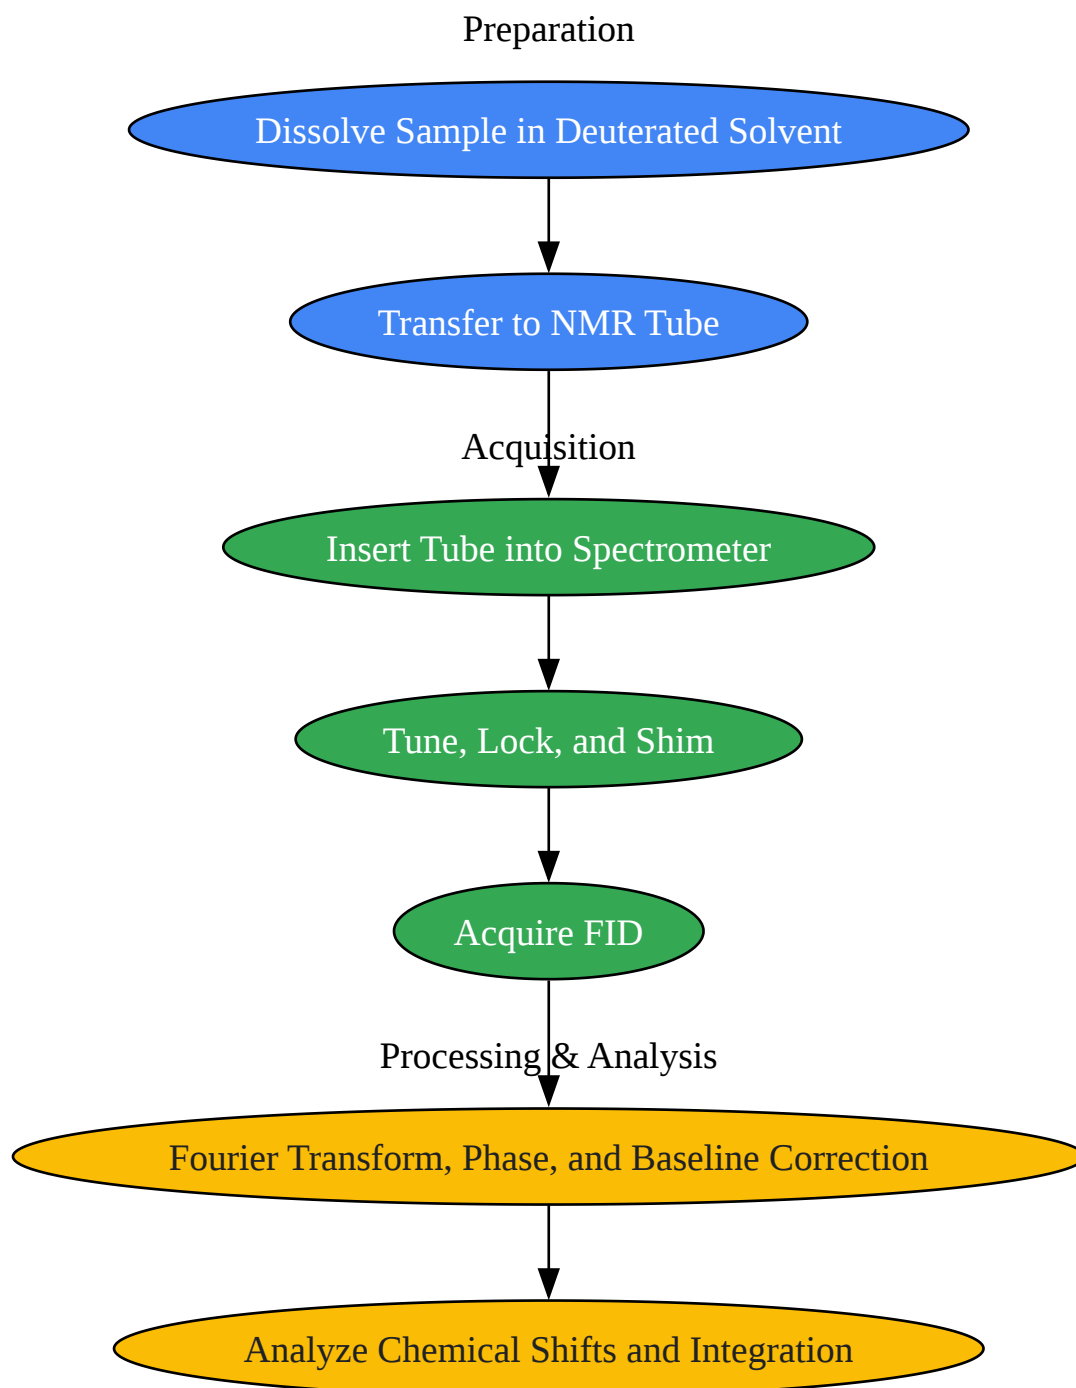 Preparation
Dissolve Sample in Deuterated Solvent
Transfer to NMR Tube
Acquisition
Insert Tube into Spectrometer
Tune, Lock, and Shim
Acquire FID
Processing & Analysis
Fourier Transform, Phase, and Baseline Correction
Analyze Chemical Shifts and Integration